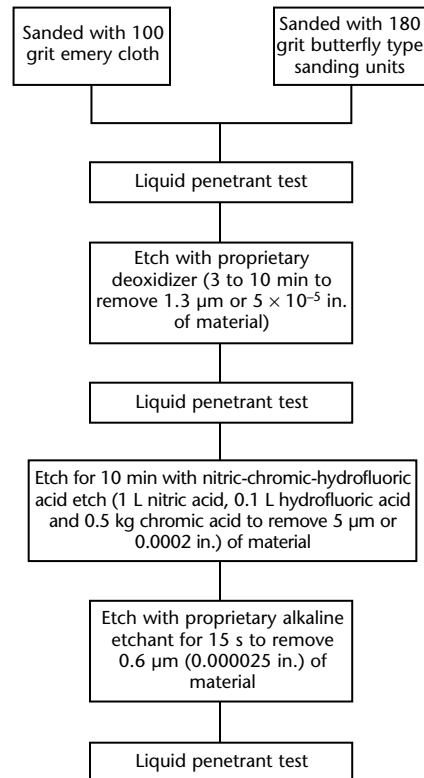 Sanded with 100
grit emery cloth
Sanded with 180
grit butterfly type
sanding units
Liquid penetrant test
Etch with proprietary
deoxidizer (3 to 10 min to
remove 1.3 µm or 5 × 10⁻⁵ in.
of material)
Liquid penetrant test
Etch for 10 min with nitric-chromic-hydrofluoric
acid etch (1 L nitric acid, 0.1 L hydrofluoric acid
and 0.5 kg chromic acid to remove 5 µm or
0.0002 in.) of material
Etch with proprietary alkaline
etchant for 15 s to remove
0.6 µm (0.000025 in.) of
material
Liquid penetrant test